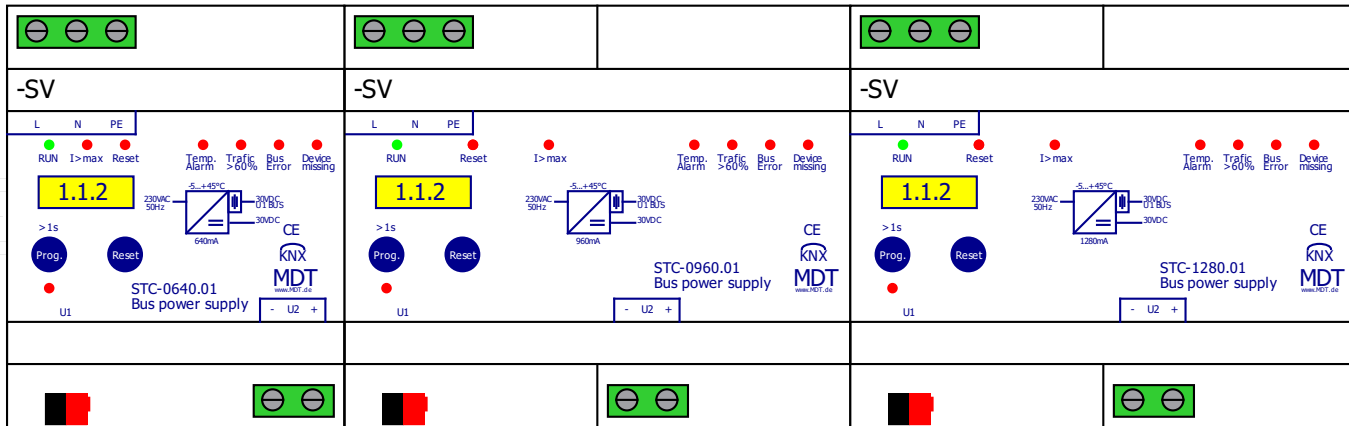 -SV
L N PE
RUN I>max Reset
Temp. Alarm Trafic >60% Bus Error Device missing
1.1.2
-5...+45°C
230VAC 50Hz
30VDC
U1 BUS
30VDC
640mA
>1s
Prog. Reset
CE
KNX
MDT
www.MDT.de
STC-0640.01
Bus power supply
U1
- U2 +
-SV
L N PE
RUN Reset I>max
Temp. Alarm Trafic >60% Bus Error Device missing
1.1.2
-5...+45°C
230VAC 50Hz
30VDC
U1 BUS
30VDC
960mA
>1s
Prog. Reset
CE
KNX
MDT
www.MDT.de
STC-0960.01
Bus power supply
U1
- U2 +
-SV
L N PE
RUN Reset I>max
Temp. Alarm Trafic >60% Bus Error Device missing
1.1.2
-5...+45°C
230VAC 50Hz
30VDC
U1 BUS
30VDC
1280mA
>1s
Prog. Reset
CE
KNX
MDT
www.MDT.de
STC-1280.01
Bus power supply
U1
- U2 +